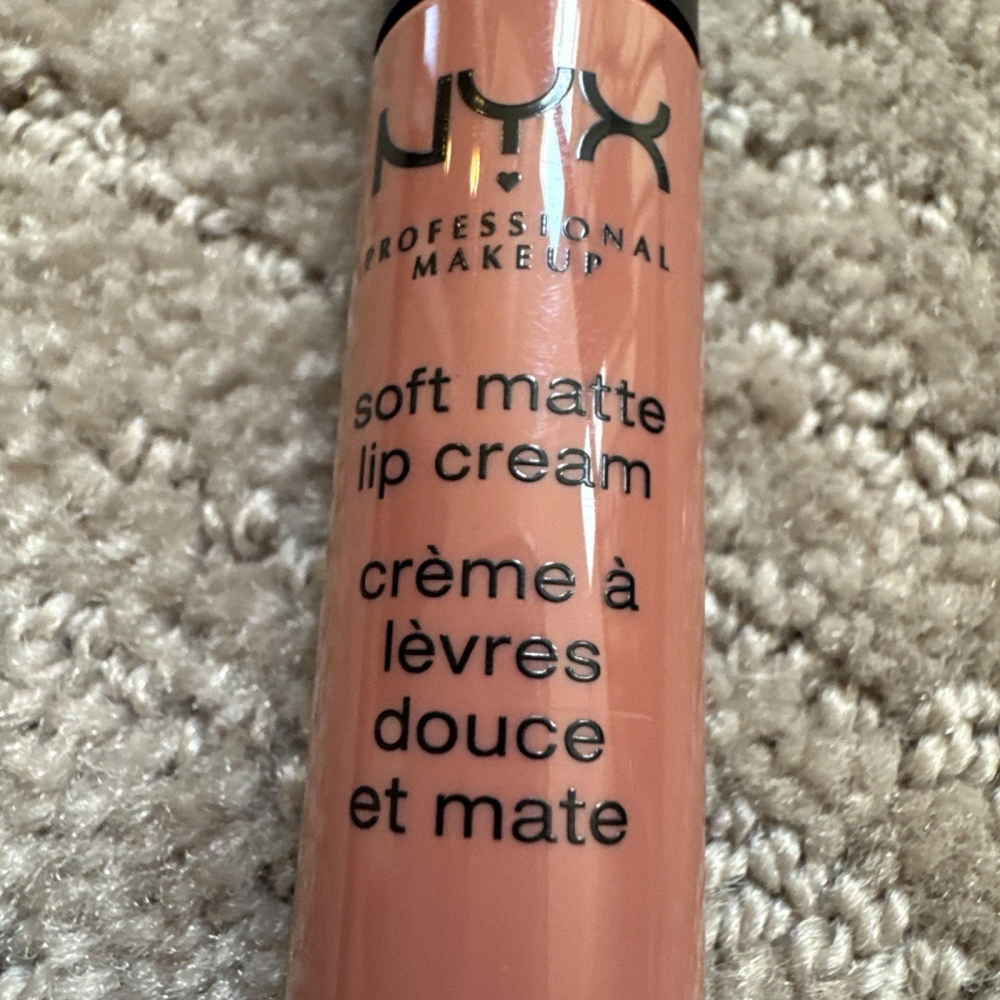 NYX
PROFESSIONAL
MAKEUP
soft matte
lip cream
crème à
lèvres
douce
et mate